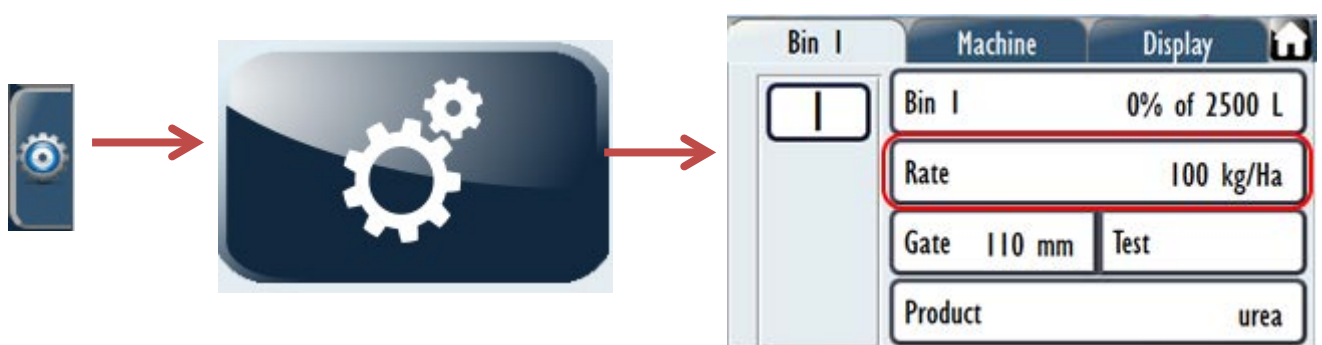 Bin 1 Machine Display
1
Bin 1 0% of 2500 L
Rate 100 kg/Ha
Gate 110 mm Test
Product urea